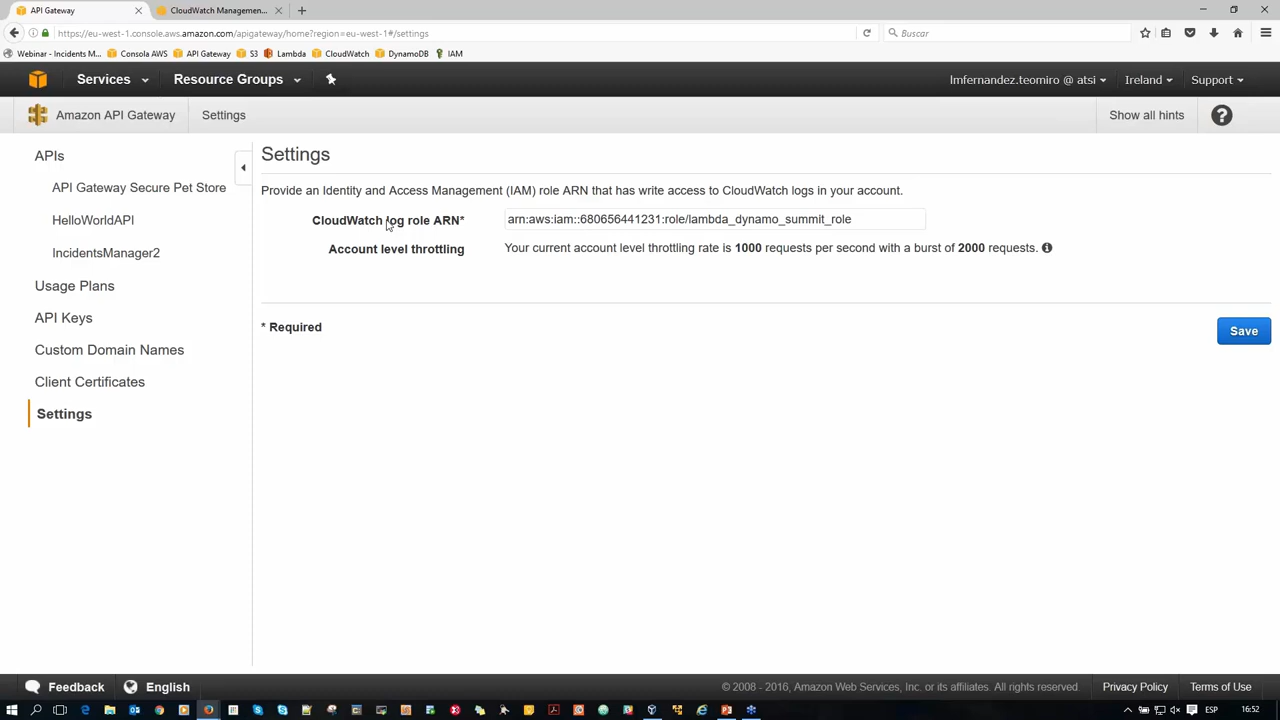 API Gateway
CloudWatch Managemen...
https://eu-west-1.console.aws.amazon.com/apigateway/home?region=eu-west-1#/settings
Buscar
Webinar - Incidents M...
Consola AWS
API Gateway
S3
Lambda
CloudWatch
DynamoDB
IAM
Services
Resource Groups
lmfernandez.teomiro @ atsi
Ireland
Support
Amazon API Gateway
Settings
Show all hints
?
APIs
API Gateway Secure Pet Store
HelloWorldAPI
IncidentsManager2
Usage Plans
API Keys
Custom Domain Names
Client Certificates
Settings
Settings
Provide an Identity and Access Management (IAM) role ARN that has write access to CloudWatch logs in your account.
CloudWatch log role ARN*
arn:aws:iam::680656441231:role/lambda_dynamo_summit_role
Account level throttling
Your current account level throttling rate is 1000 requests per second with a burst of 2000 requests.
* Required
Save
Feedback
English
© 2008 - 2016, Amazon Web Services, Inc. or its affiliates. All rights reserved.
Privacy Policy
Terms of Use
ESP
16:52